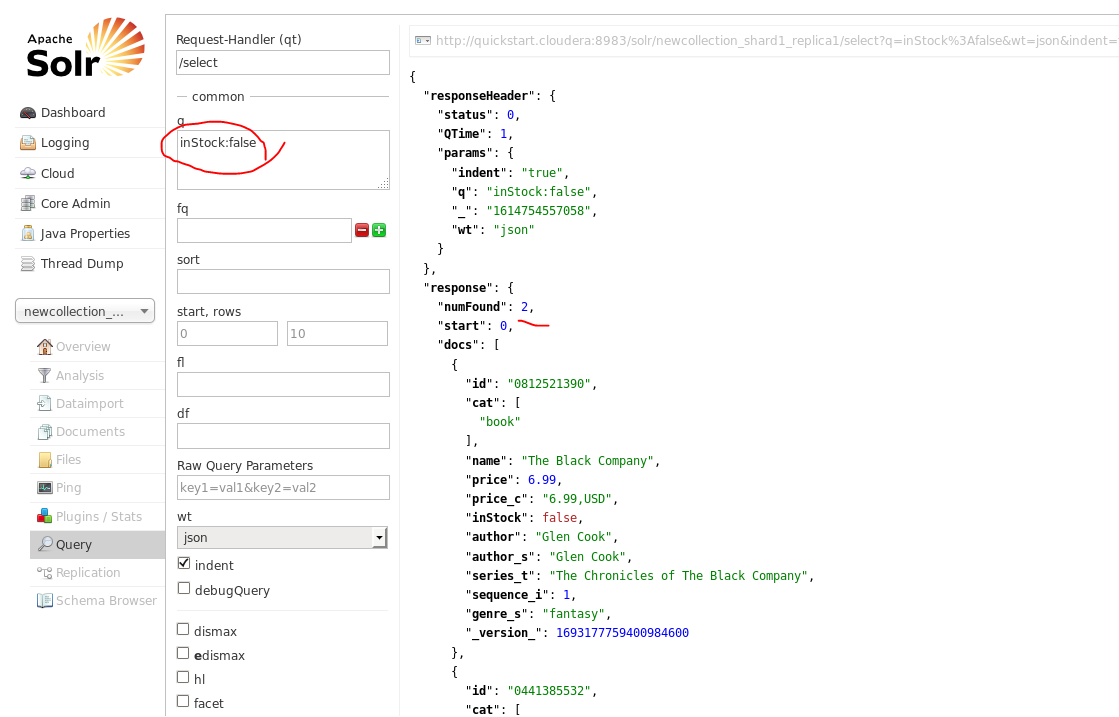 Apache
Solr
Dashboard
Logging
Cloud
Core Admin
Java Properties
Thread Dump
newcollection_...
Overview
Analysis
Dataimport
Documents
Files
Ping
Plugins / Stats
Query
Replication
Schema Browser
Request-Handler (qt)
/select
common
q
inStock:false
fq
sort
start, rows
0 10
fl
df
Raw Query Parameters
key1=val1&key2=val2
wt
json
indent
debugQuery
dismax
edismax
hl
facet
http://quickstart.cloudera:8983/solr/newcollection_shard1_replica1/select?q=inStock%3Afalse&wt=json&indent=
{
"responseHeader": {
"status": 0,
"QTime": 1,
"params": {
"indent": "true",
"q": "inStock:false",
"_": "1614754557058",
"wt": "json"
}
},
"response": {
"numFound": 2,
"start": 0,
"docs": [
{
"id": "0812521390",
"cat": [
"book"
],
"name": "The Black Company",
"price": 6.99,
"price_c": "6.99,USD",
"inStock": false,
"author": "Glen Cook",
"author_s": "Glen Cook",
"series_t": "The Chronicles of The Black Company",
"sequence_i": 1,
"genre_s": "fantasy",
"_version_": 1693177759400984600
},
{
"id": "0441385532",
"cat": [